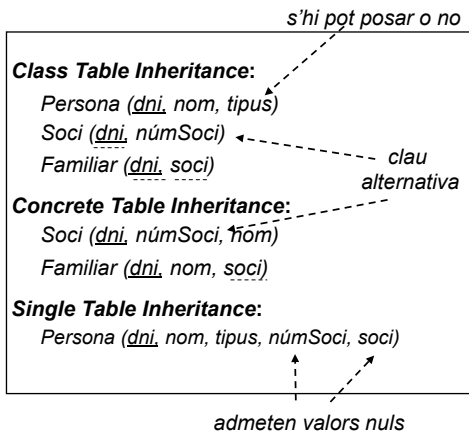 s'hi pot posar o no
Class Table Inheritance:
Persona (dni, nom, tipus)
Soci (dni, númSoci)
Familiar (dni, soci)
clau
alternativa
Concrete Table Inheritance:
Soci (dni, númSoci, nom)
Familiar (dni, nom, soci)
Single Table Inheritance:
Persona (dni, nom, tipus, númSoci, soci)
admeten valors nuls